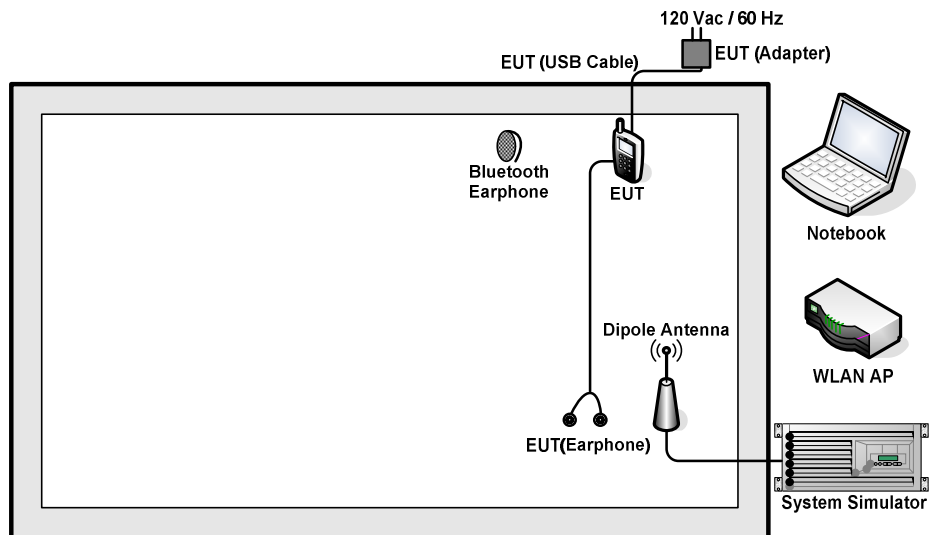 120 Vac / 60 Hz
EUT (Adapter)
EUT (USB Cable)
Bluetooth
Earphone
EUT
Notebook
Dipole Antenna
WLAN AP
EUT(Earphone)
System Simulator